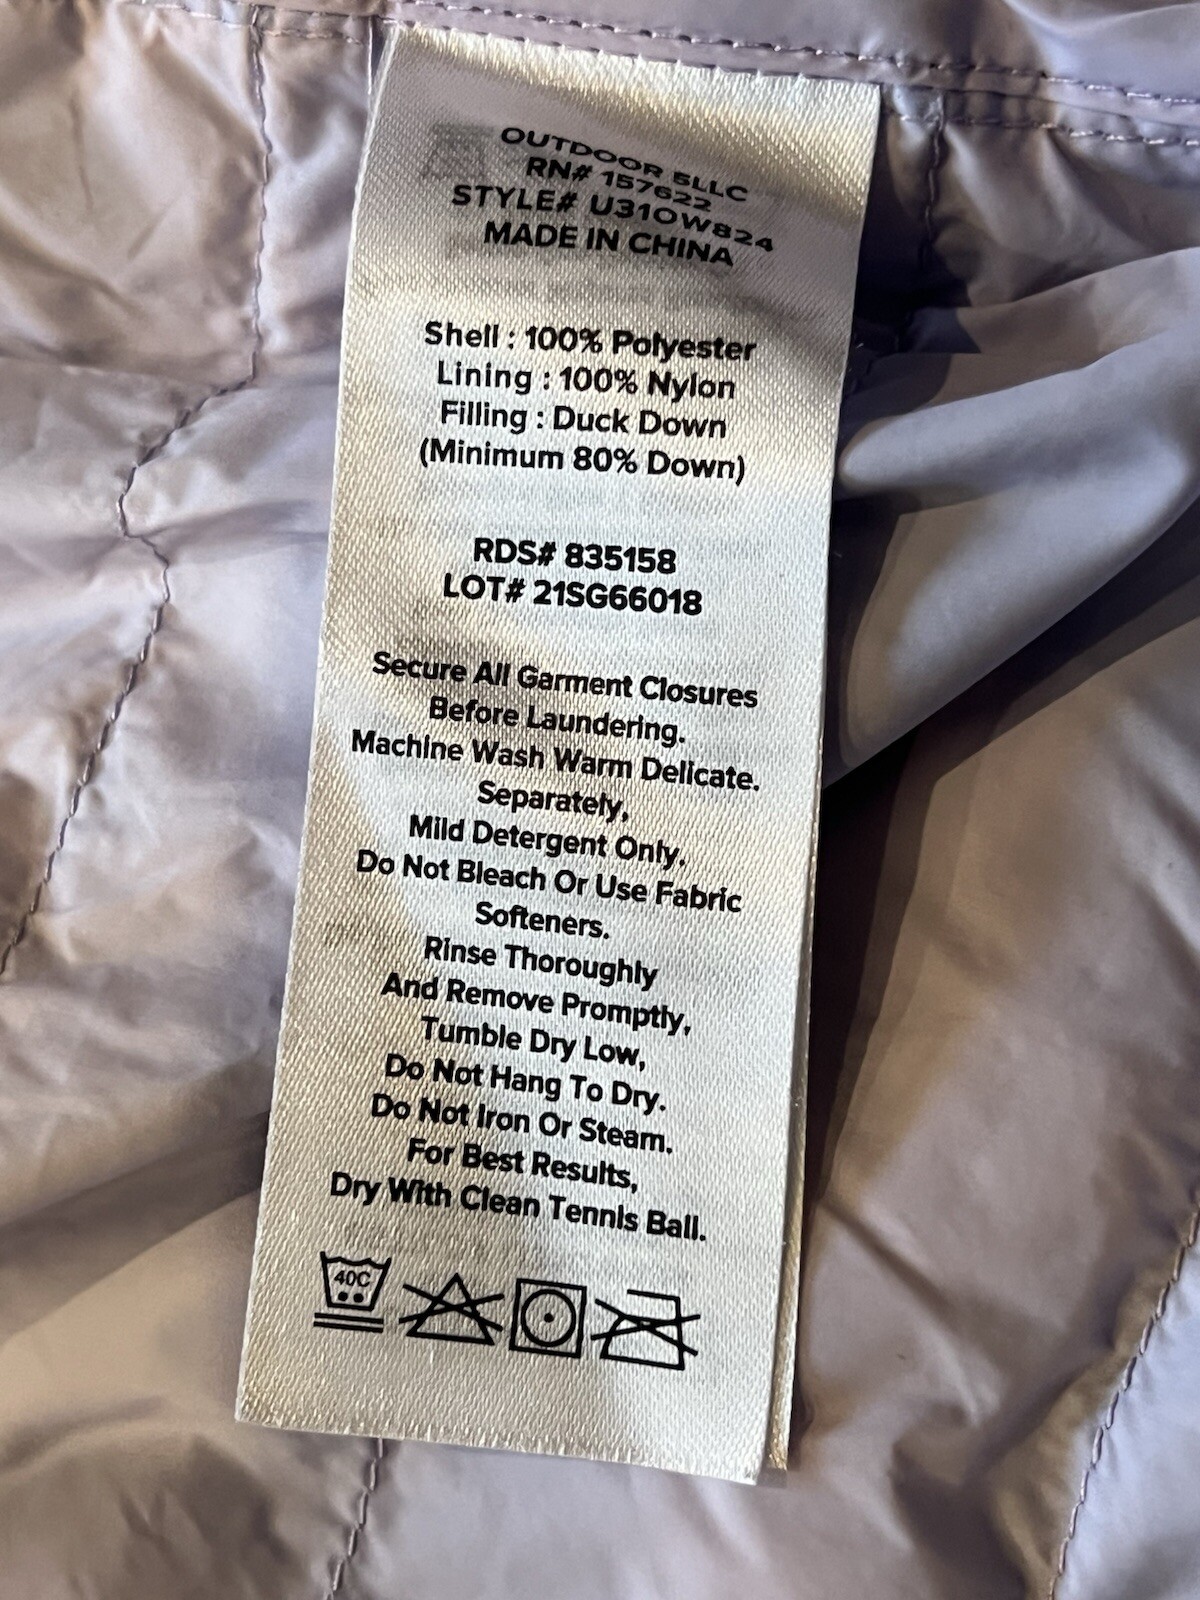 OUTDOOR 5LLC
RN# 157622
STYLE# U310W824
MADE IN CHINA
Shell : 100% Polyester
Lining : 100% Nylon
Filling : Duck Down
(Minimum 80% Down)
RDS# 835158
LOT# 21SG66018
Secure All Garment Closures
Before Laundering.
Machine Wash Warm Delicate.
Separately,
Mild Detergent Only.
Do Not Bleach Or Use Fabric
Softeners.
Rinse Thoroughly
And Remove Promptly,
Tumble Dry Low,
Do Not Hang To Dry.
Do Not Iron Or Steam.
For Best Results,
Dry With Clean Tennis Ball.
40C